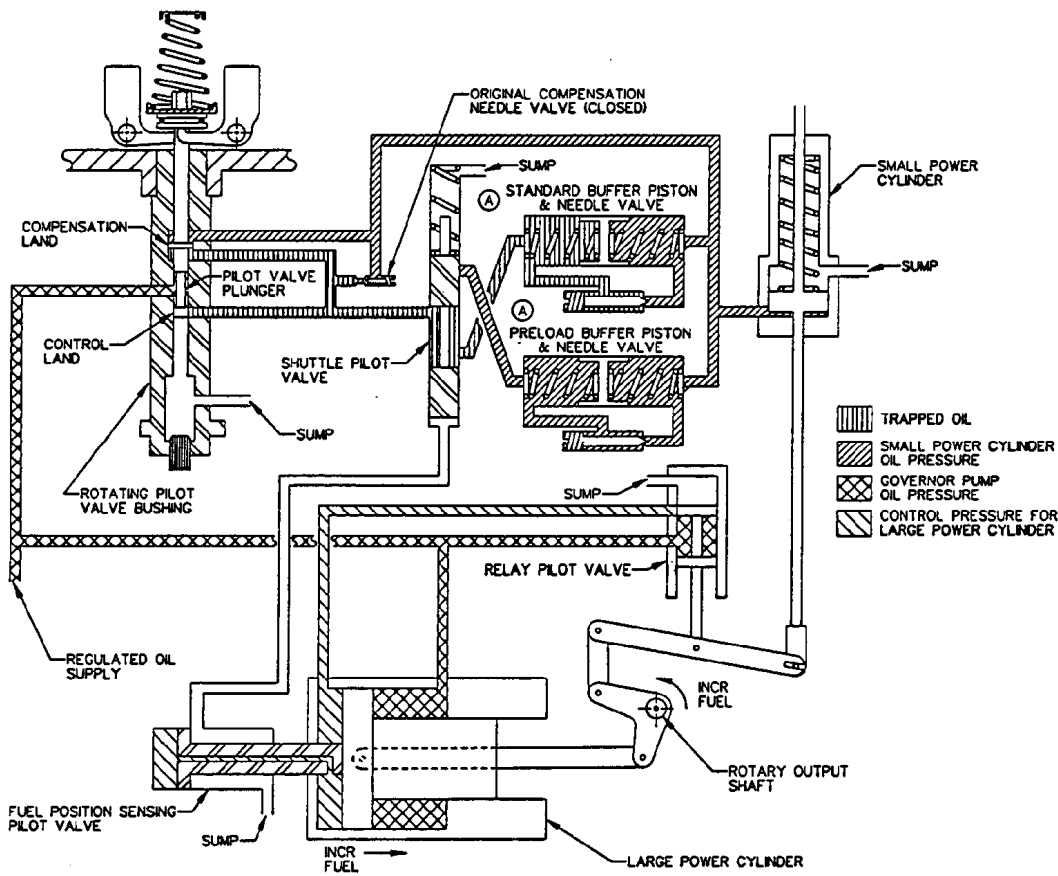 ORIGINAL COMPENSATION
NEEDLE VALVE (CLOSED)
SUMP
A
STANDARD BUFFER PISTON
& NEEDLE VALVE
SMALL POWER
CYLINDER
COMPENSATION
LAND
PILOT VALVE
PLUNGER
SUMP
CONTROL
LAND
A
PRELOAD BUFFER PISTON
& NEEDLE VALVE
SHUTTLE PILOT
VALVE
SUMP
ROTATING PILOT
VALVE BUSHING
TRAPPED OIL
SMALL POWER CYLINDER
OIL PRESSURE
GOVERNOR PUMP
OIL PRESSURE
CONTROL PRESSURE FOR
LARGE POWER CYLINDER
SUMP
RELAY PILOT VALVE
REGULATED OIL
SUPPLY
INCR
FUEL
ROTARY OUTPUT
SHAFT
FUEL POSITION SENSING
PILOT VALVE
SUMP
INCR
FUEL
LARGE POWER CYLINDER